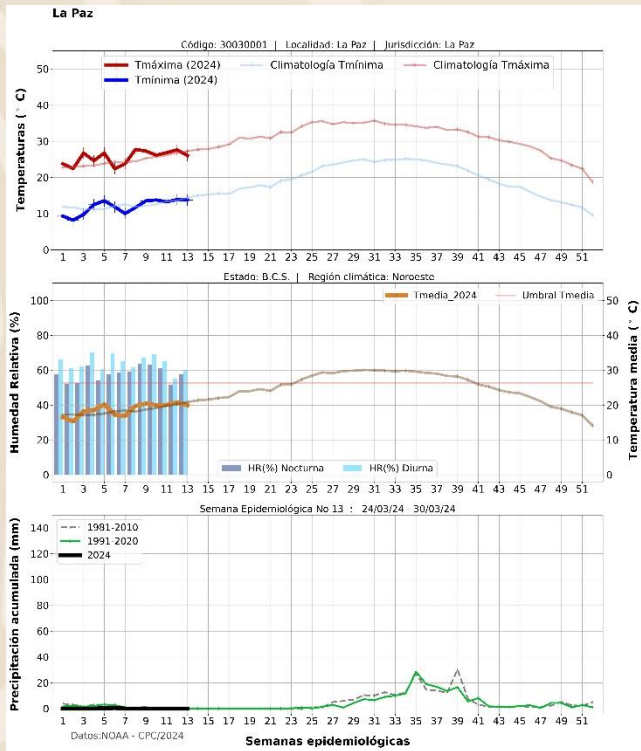 La Paz
Código: 30030001 | Localidad: La Paz | Jurisdicción: La Paz
Temperaturas (° C)
50
40
30
20
10
0
Tmáxima (2024)
Tmínima (2024)
Climatología Tmínima
Climatología Tmáxima
1 3 5 7 9 11 13 15 17 19 21 23 25 27 29 31 33 35 37 39 41 43 45 47 49 51
Estado: B.C.S. | Región climática: Noroeste
Humedad Relativa (%)
100
80
60
40
20
0
Tmedia_2024
Umbral Tmedia
50
40
30
20
10
0
Temperatura media (° C)
HR(%) Nocturna
HR(%) Diurna
1 3 5 7 9 11 13 15 17 19 21 23 25 27 29 31 33 35 37 39 41 43 45 47 49 51
Semana Epidemiológica No 13 : 24/03/24 30/03/24
Precipitación acumulada (mm)
140
120
100
80
60
40
20
0
1981-2010
1991-2020
2024
1 3 5 7 9 11 13 15 17 19 21 23 25 27 29 31 33 35 37 39 41 43 45 47 49 51
Datos:NOAA - CPC/2024
Semanas epidemiológicas